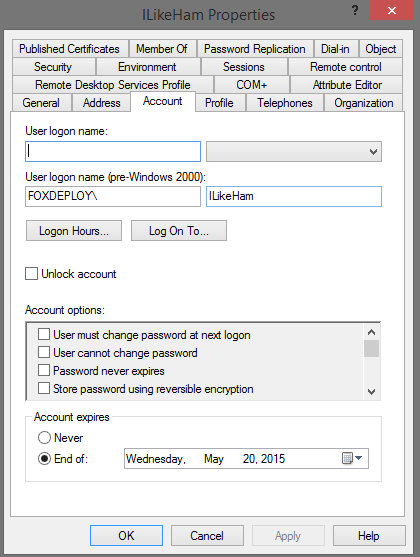 ILikeHam Properties
? ×
Published Certificates Member Of Password Replication Dial-in Object
Security Environment Sessions Remote control
Remote Desktop Services Profile COM+ Attribute Editor
General Address Account Profile Telephones Organization
User logon name:
User logon name (pre-Windows 2000):
FOXDEPLOY\ ILikeHam
Logon Hours... Log On To...
Unlock account
Account options:
User must change password at next logon
User cannot change password
Password never expires
Store password using reversible encryption
Account expires
Never
End of: Wednesday, May 20, 2015
OK Cancel Apply Help